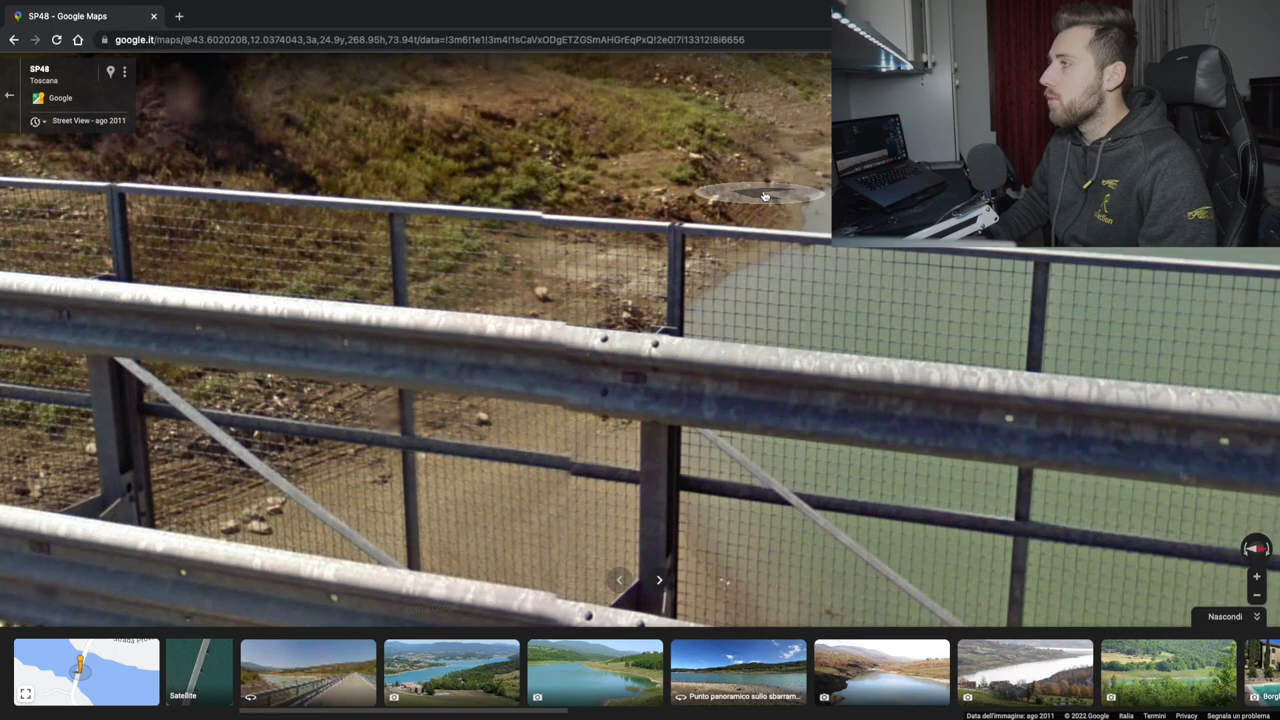 SP48 - Google Maps
google.it/maps/@43.6020208,12.0374043,3a,24.9y,268.95h,73.94t/data=!3m6!1e1!3m4!1sCaVxODgETZGSmAHGrEqPxQ!2e0!7i13312!8i6656
SP48
Toscana
Google
Street View - ago 2011
Nascondi
Satellite
Punto panoramico sullo sbarram...
Data dell'immagine: ago 2011 © 2022 Google Italia Termini Privacy Segnala un problema